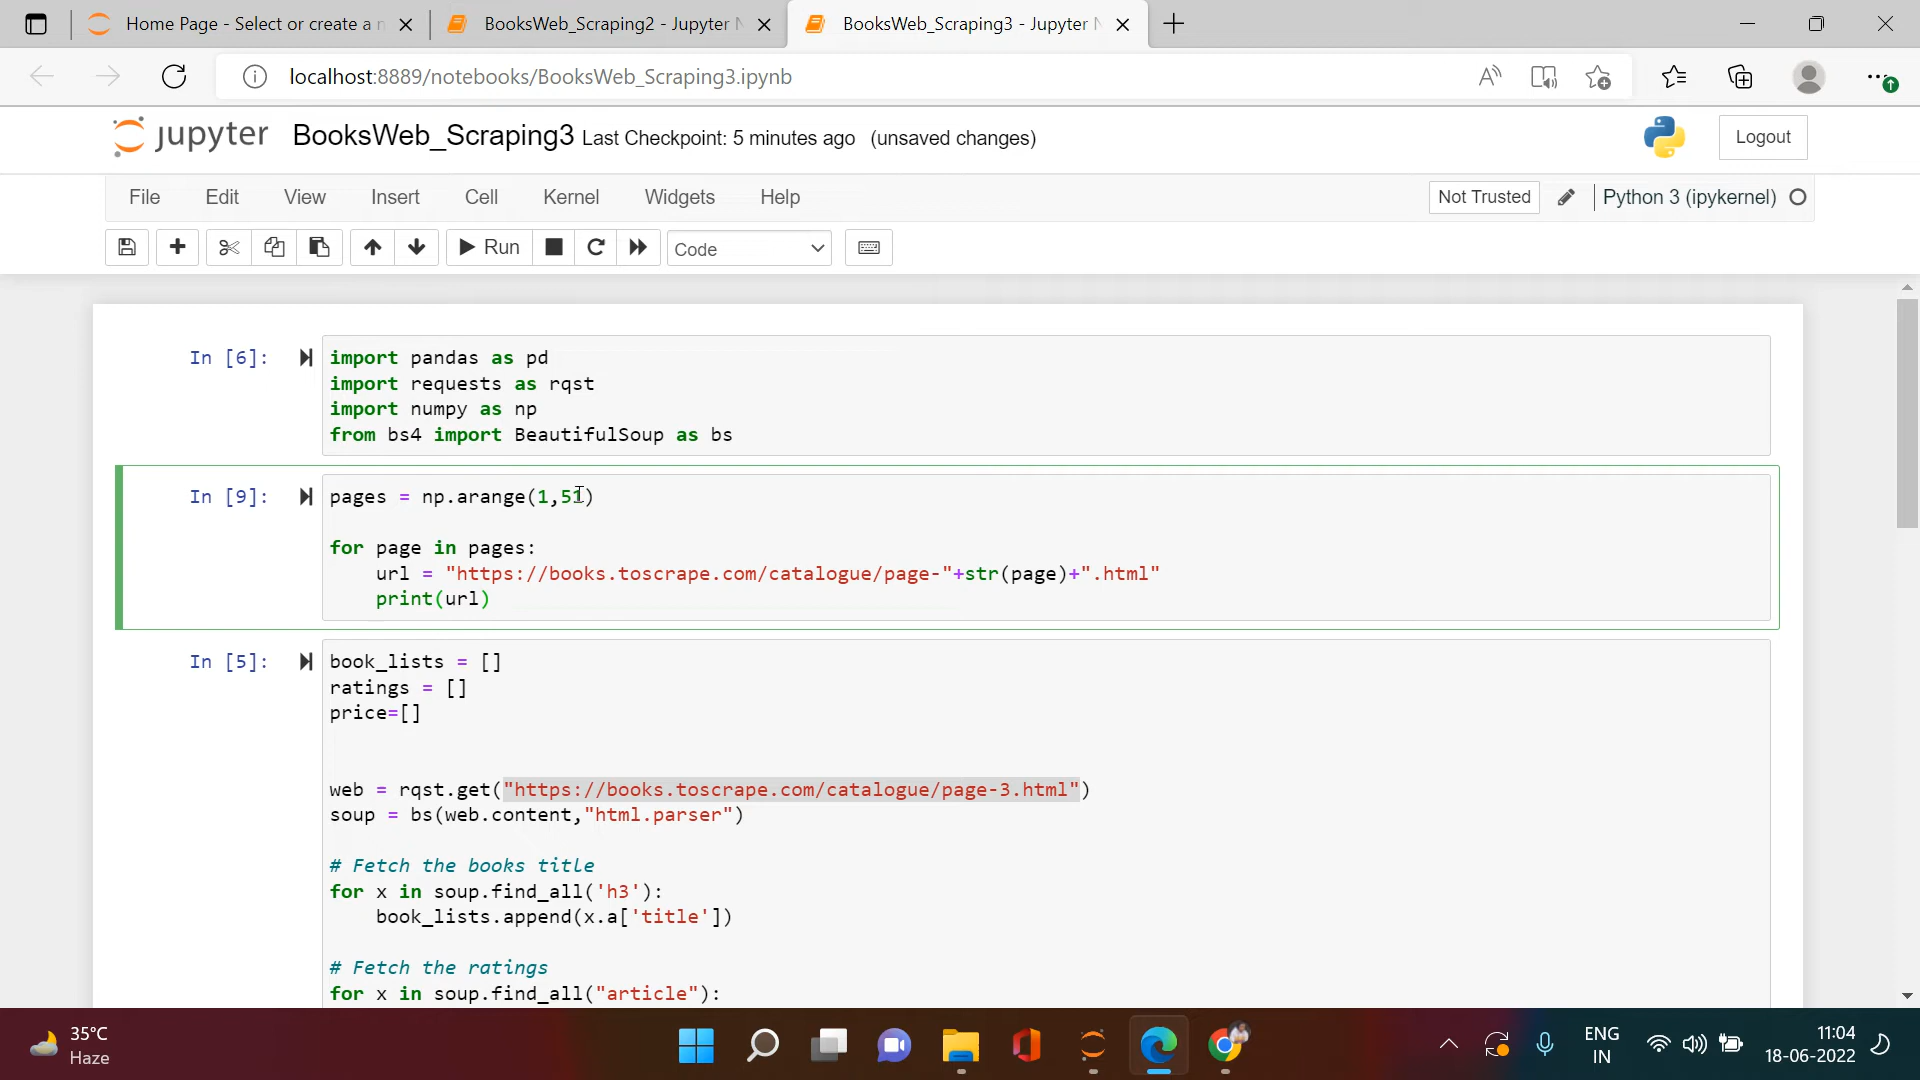 Home Page - Select or create a n
BooksWeb_Scraping2 - Jupyter N
BooksWeb_Scraping3 - Jupyter N
localhost:8889/notebooks/BooksWeb_Scraping3.ipynb
jupyter BooksWeb_Scraping3 Last Checkpoint: 5 minutes ago (unsaved changes)
Logout
File Edit View Insert Cell Kernel Widgets Help
Not Trusted
Python 3 (ipykernel)
Run
Code
In [6]:
import pandas as pd
import requests as rqst
import numpy as np
from bs4 import BeautifulSoup as bs
In [9]:
pages = np.arange(1,51)
for page in pages:
url = "https://books.toscrape.com/catalogue/page-"+str(page)+".html"
print(url)
In [5]:
book_lists = []
ratings = []
price=[]
web = rqst.get("https://books.toscrape.com/catalogue/page-3.html")
soup = bs(web.content,"html.parser")
# Fetch the books title
for x in soup.find_all('h3'):
book_lists.append(x.a['title'])
# Fetch the ratings
for x in soup.find_all("article"):
35°C
Haze
ENG
IN
11:04
18-06-2022